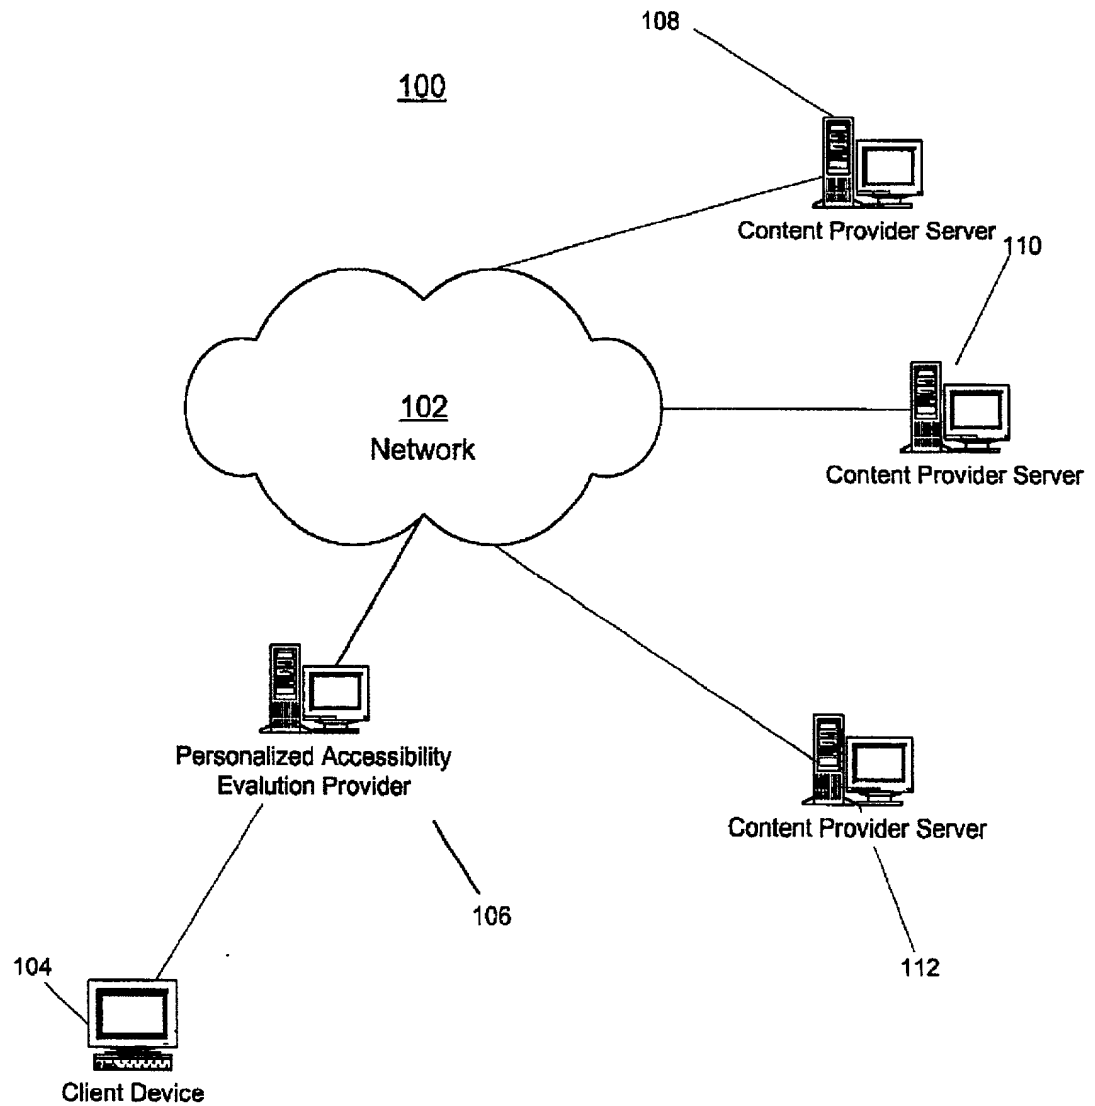 108
100
Content Provider Server
110
102
Network
Content Provider Server
Personalized Accessibility
Evalution Provider
Content Provider Server
106
104
112
Client Device